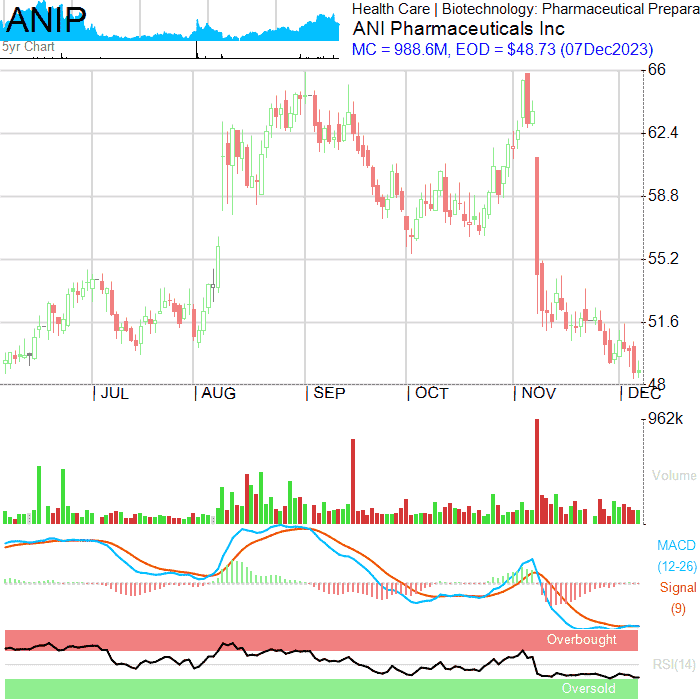 ANIP
5yr Chart
Health Care | Biotechnology: Pharmaceutical Prepara
ANI Pharmaceuticals Inc
MC = 988.6M, EOD = $48.73 (07Dec2023)
66
62.4
58.8
55.2
51.6
48
JUL AUG SEP OCT NOV DEC
962k
Volume
MACD
(12-26)
Signal
(9)
Overbought
RSI(14)
Oversold